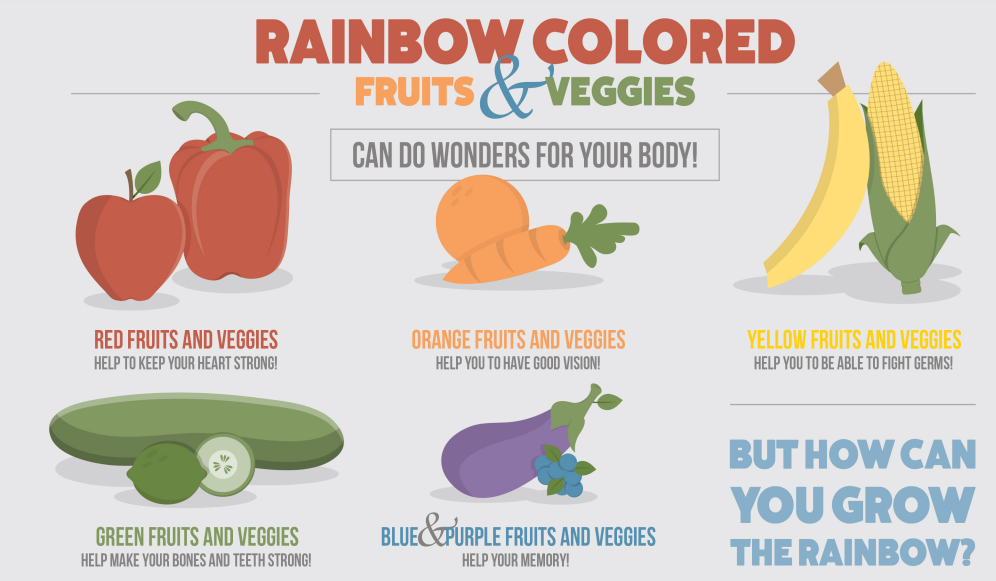 RAINBOW COLORED
FRUITS & VEGGIES
CAN DO WONDERS FOR YOUR BODY!
RED FRUITS AND VEGGIES
HELP TO KEEP YOUR HEART STRONG!
ORANGE FRUITS AND VEGGIES
HELP YOU TO HAVE GOOD VISION!
YELLOW FRUITS AND VEGGIES
HELP YOU TO BE ABLE TO FIGHT GERMS!
GREEN FRUITS AND VEGGIES
HELP MAKE YOUR BONES AND TEETH STRONG!
BLUE & PURPLE FRUITS AND VEGGIES
HELP YOUR MEMORY!
BUT HOW CAN
YOU GROW
THE RAINBOW?